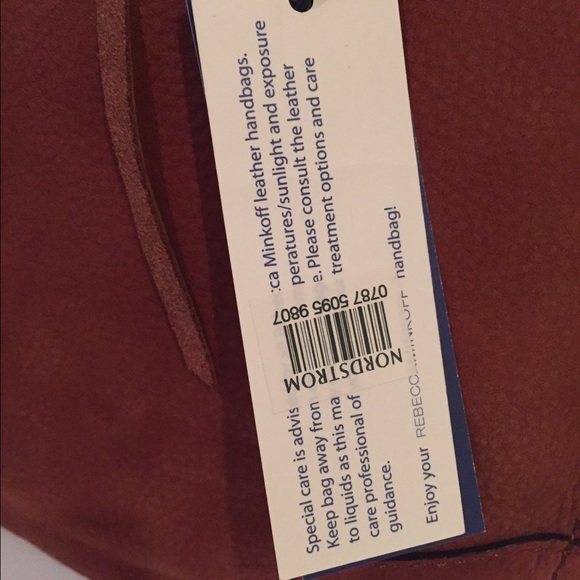 Special care is advis :ca Minkoff leather handbags.
Keep bag away fron peratures/sunlight and exposure
to liquids as this ma e. Please consult the leather
care professional of treatment options and care
guidance.
Enjoy your REBECCA MINKOFF handbag!
NORDSTROM
0787 5095 9807